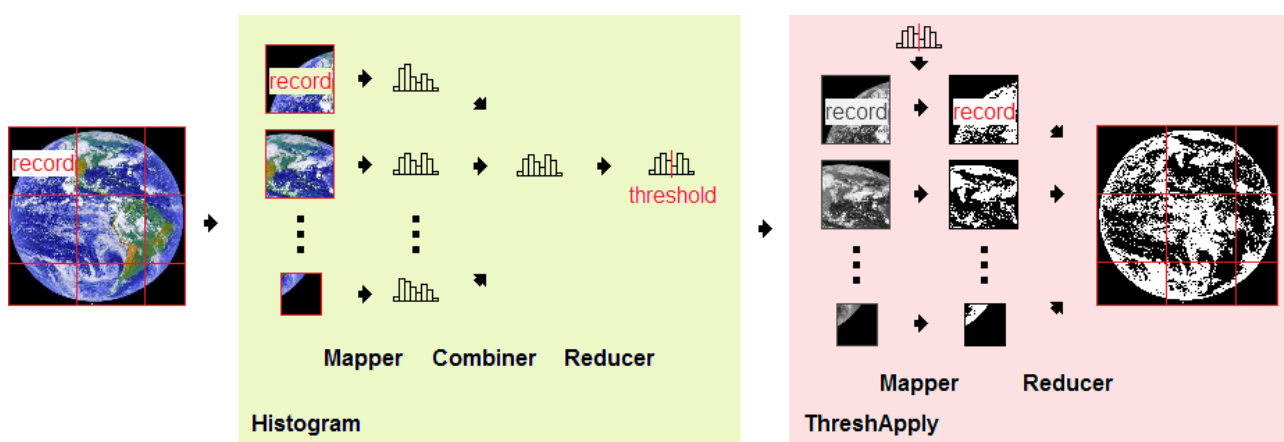 record
record
threshold
Mapper Combiner Reducer
Histogram
record
record
Mapper Reducer
ThreshApply